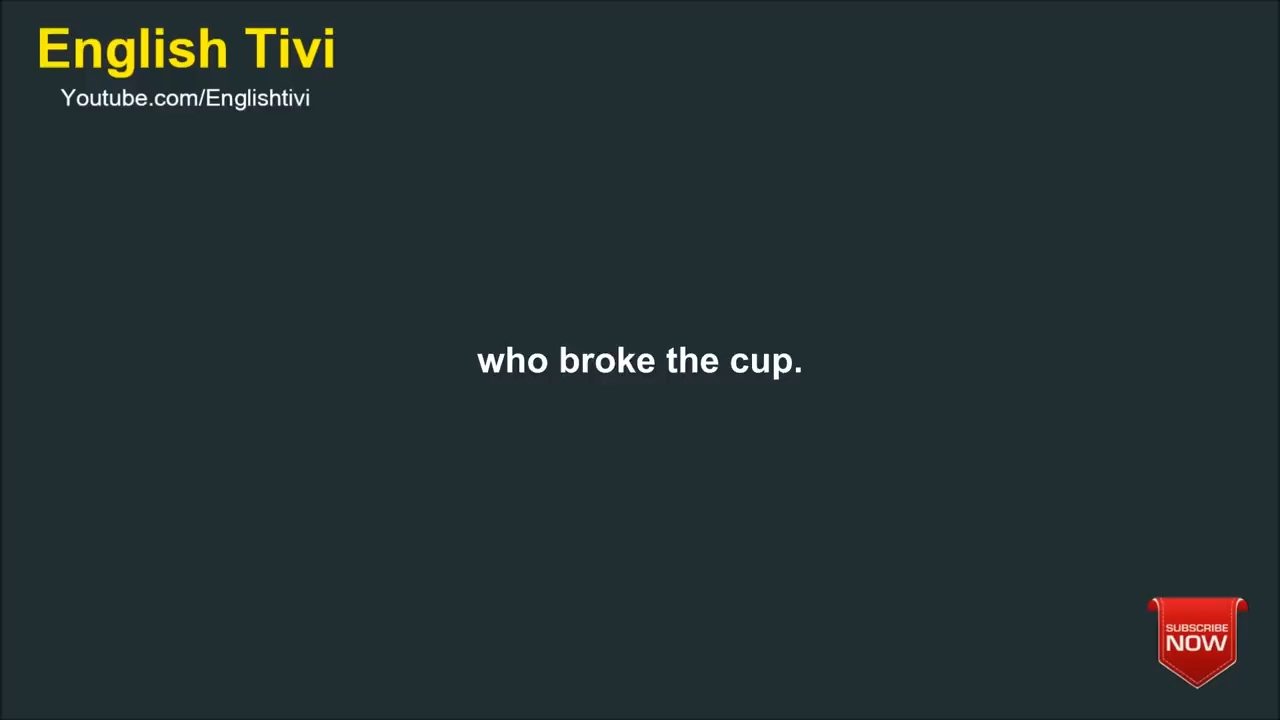 English Tivi
Youtube.com/Englishtivi
who broke the cup.
SUBSCRIBE
NOW